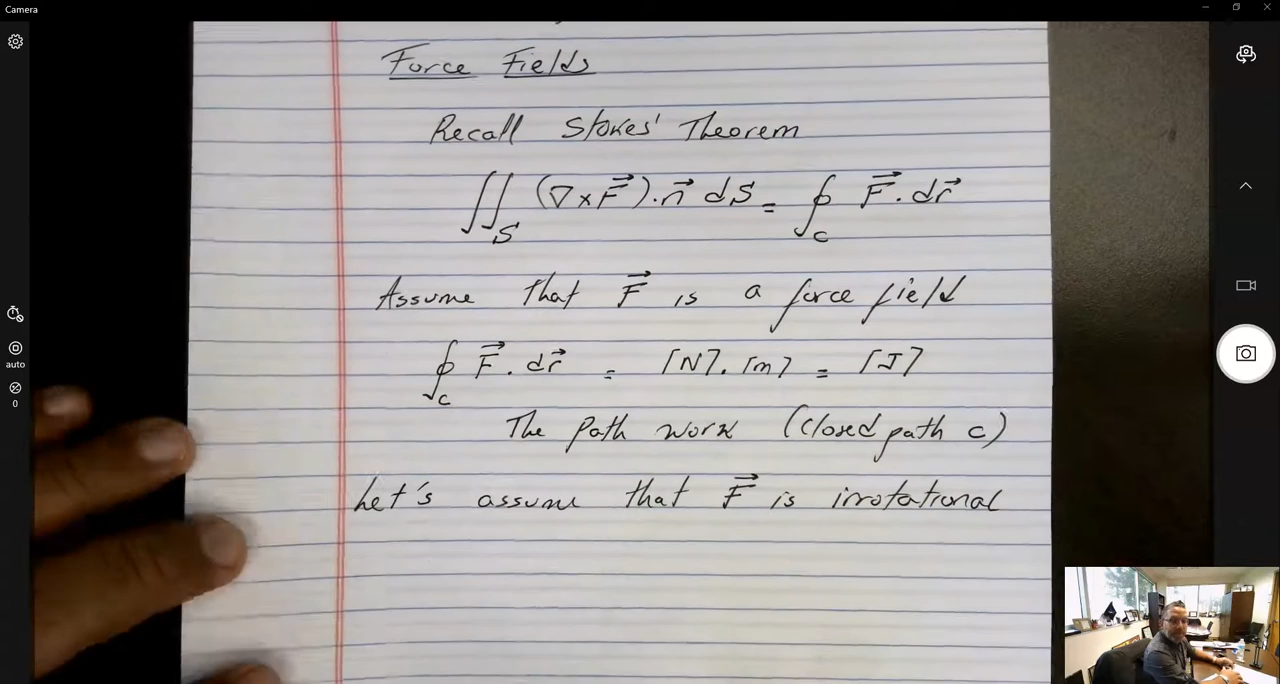 Camera
Force Fields
Recall Stokes' Theorem
∬_S (∇×F⃗).n⃗ dS = ∮_C F⃗.dr⃗
Assume that F⃗ is a force field
∮_C F⃗.dr⃗ = [N].[m] = [J]
The path work (closed path c)
Let's assume that F⃗ is irrotational
auto
0